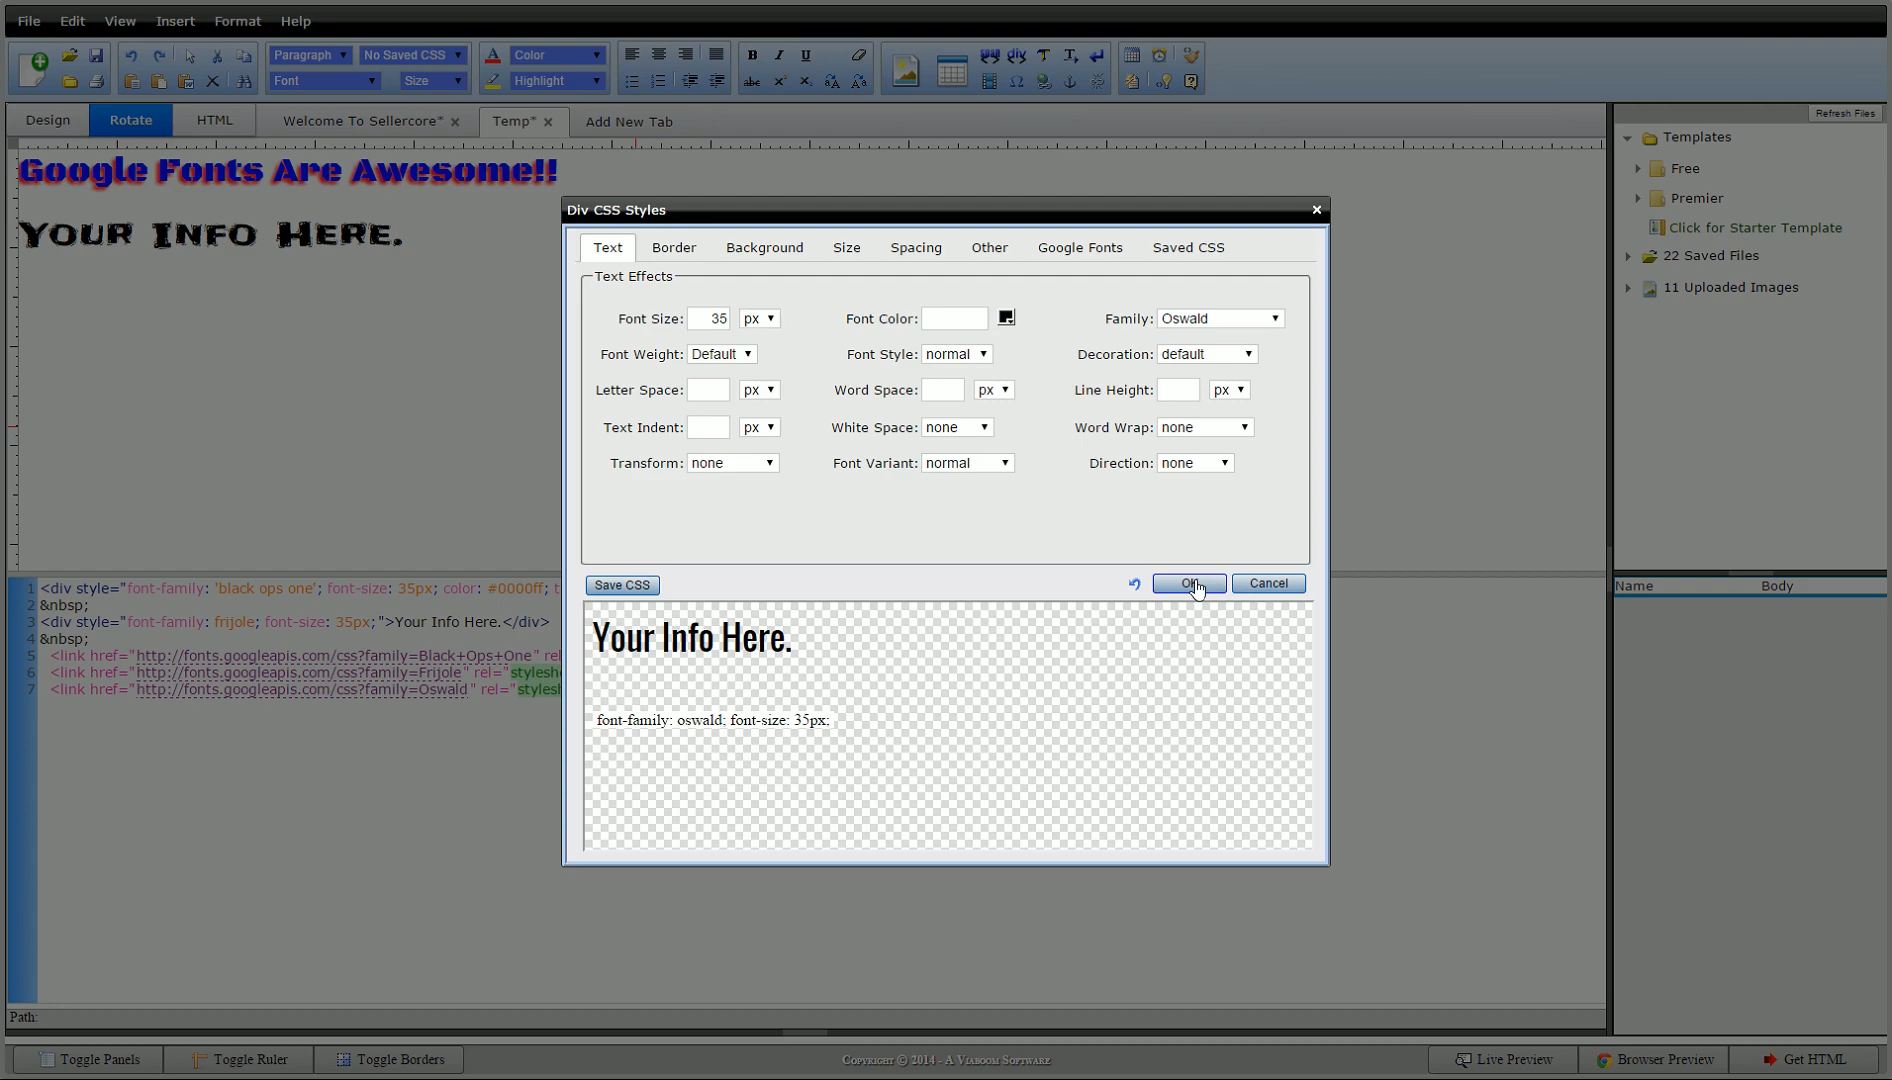 File Edit View Insert Format Help
Paragraph No Saved CSS Color
Font Size Highlight
Design Rotate HTML Welcome To Sellercore* Temp* Add New Tab
Refresh Files
Templates
Free
Premier
Click for Starter Template
22 Saved Files
11 Uploaded Images
Google Fonts Are Awesome!!
Your Info Here.
Div CSS Styles
Text Border Background Size Spacing Other Google Fonts Saved CSS
Text Effects
Font Size: 35 px Font Color: Family: Oswald
Font Weight: Default Font Style: normal Decoration: default
Letter Space: px Word Space: px Line Height: px
Text Indent: px White Space: none Word Wrap: none
Transform: none Font Variant: normal Direction: none
Save CSS Cancel
Your Info Here.
font-family: oswald; font-size: 35px;
1 <div style="font-family: 'black ops one'; font-size: 35px; color: #0000ff; t
2 &nbsp;
3 <div style="font-family: frijole; font-size: 35px;">Your Info Here.</div>
4 &nbsp;
5 <link href="http://fonts.googleapis.com/css?family=Black+Ops+One" rel
6 <link href="http://fonts.googleapis.com/css?family=Frijole" rel="stylesh
7 <link href="http://fonts.googleapis.com/css?family=Oswald" rel="styles
Name Body
Path:
Toggle Panels Toggle Ruler Toggle Borders Copyright © 2014 - A Viaboom Software Live Preview Browser Preview Get HTML